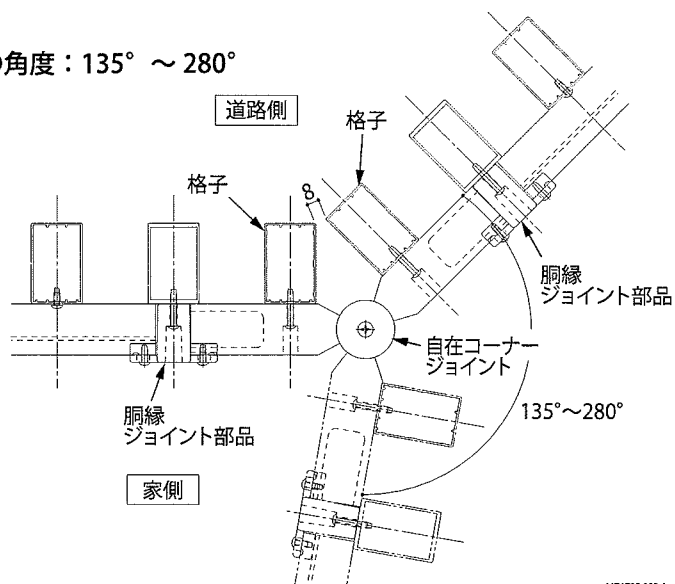 の角度：135° ～ 280°
道路側
格子
格子
8
胴縁
ジョイント部品
自在コーナー
ジョイント
135°～280°
胴縁
ジョイント部品
家側